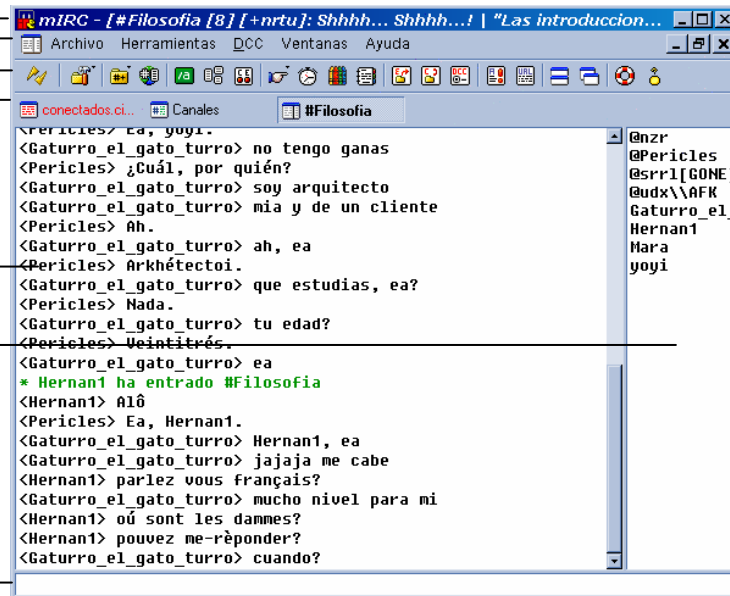 mIRC - [#Filosofia [8] [+nrtu]: Shhhh... Shhhh...! | "Las introduccion...
Archivo Herramientas DCC Ventanas Ayuda
conectados.ci... Canales #Filosofia
<Pericles> Ea, yoyi.
<Gaturro_el_gato_turro> no tengo ganas
<Pericles> ¿Cuál, por quién?
<Gaturro_el_gato_turro> soy arquitecto
<Gaturro_el_gato_turro> mia y de un cliente
<Pericles> Ah.
<Gaturro_el_gato_turro> ah, ea
<Pericles> Arkhétectoi.
<Gaturro_el_gato_turro> que estudias, ea?
<Pericles> Nada.
<Gaturro_el_gato_turro> tu edad?
<Pericles> Veintitrés.
<Gaturro_el_gato_turro> ea
* Hernan1 ha entrado #Filosofia
<Hernan1> Alô
<Pericles> Ea, Hernan1.
<Gaturro_el_gato_turro> Hernan1, ea
<Gaturro_el_gato_turro> jajaja me cabe
<Hernan1> parlez vous français?
<Gaturro_el_gato_turro> mucho nivel para mi
<Hernan1> oú sont les dammes?
<Hernan1> pouvez me-rèponder?
<Gaturro_el_gato_turro> cuando?
@nzr
@Pericles
@srrl[GONE]
@udx\\AFK
Gaturro_el_
Hernan1
Mara
yoyi